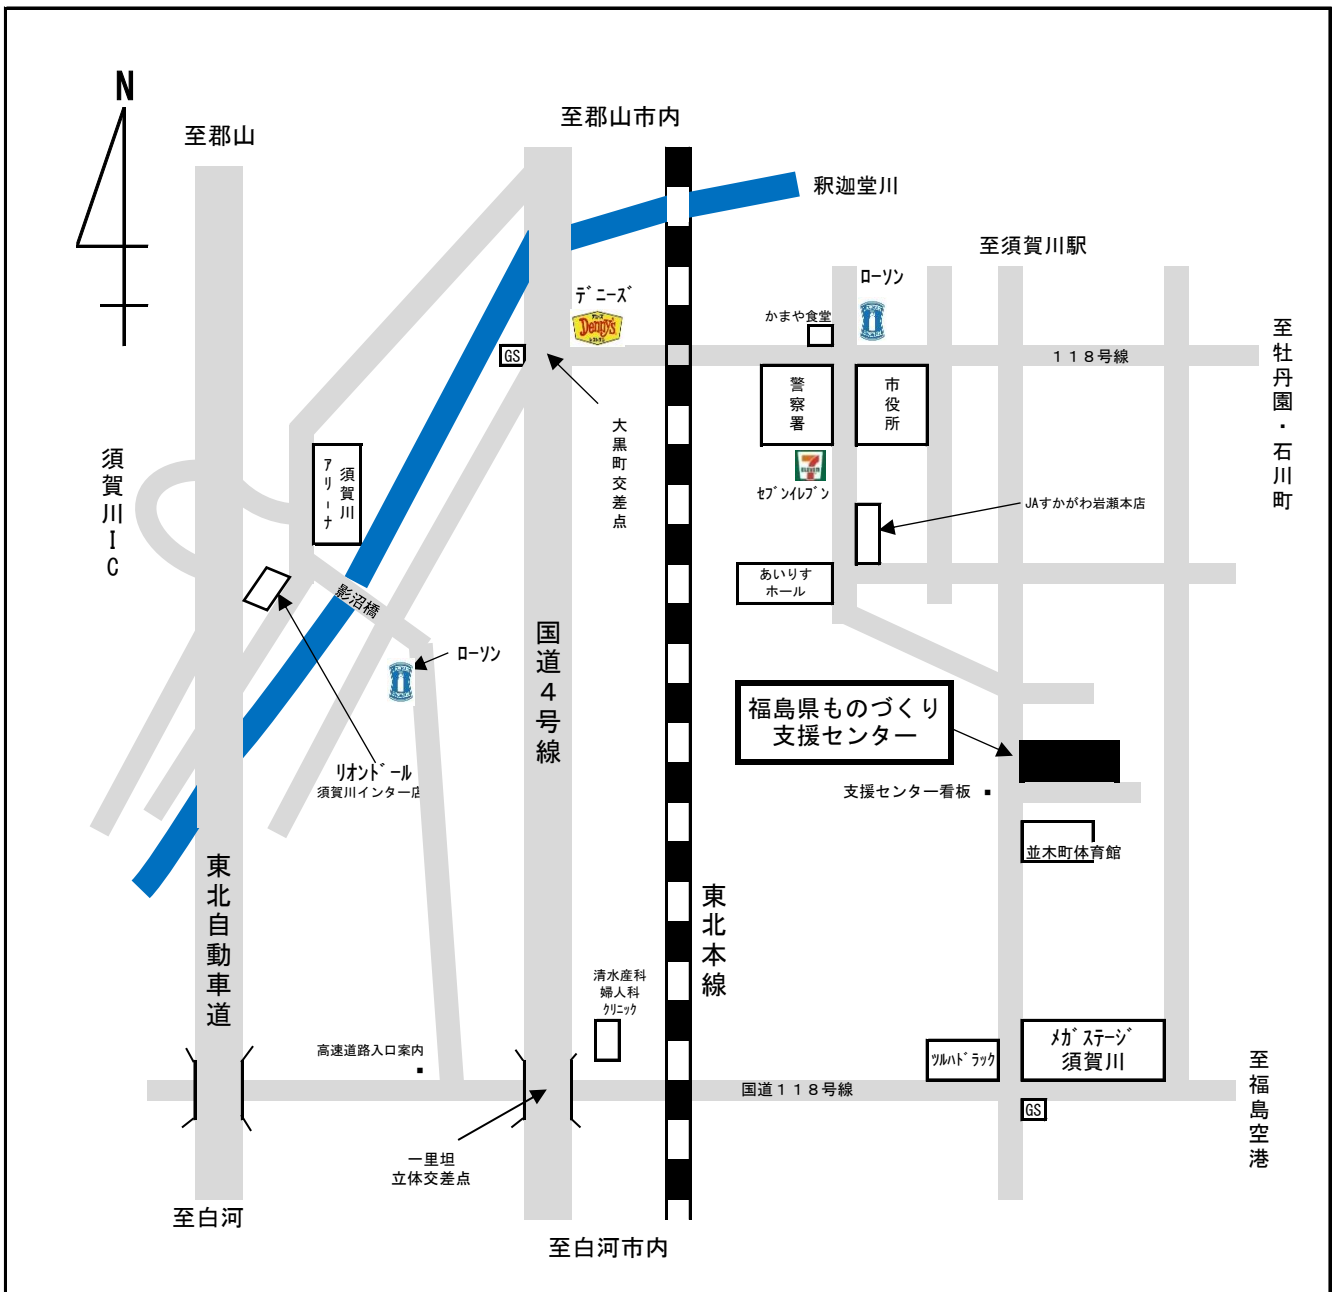 N
至郡山
至郡山市内
釈迦堂川
至須賀川駅
ローソン
デニーズ
Denny's
かまや食堂
GS
118号線
至牡丹園・石川町
警察署
市役所
大黒町交差点
須賀川IC
須賀川
アリーナ
7
ELEVEN
セブンイレブン
JAすかがわ岩瀬本店
あいりす
ホール
影沼橋
ローソン
国道4号線
福島県ものづくり
支援センター
リオンドール
須賀川インター店
支援センター看板
並木町体育館
東北自動車道
東北本線
清水産科
婦人科
クリニック
高速道路入口案内
ツルハドラック
メガステージ
須賀川
国道118号線
GS
至福島空港
一里坦
立体交差点
至白河
至白河市内